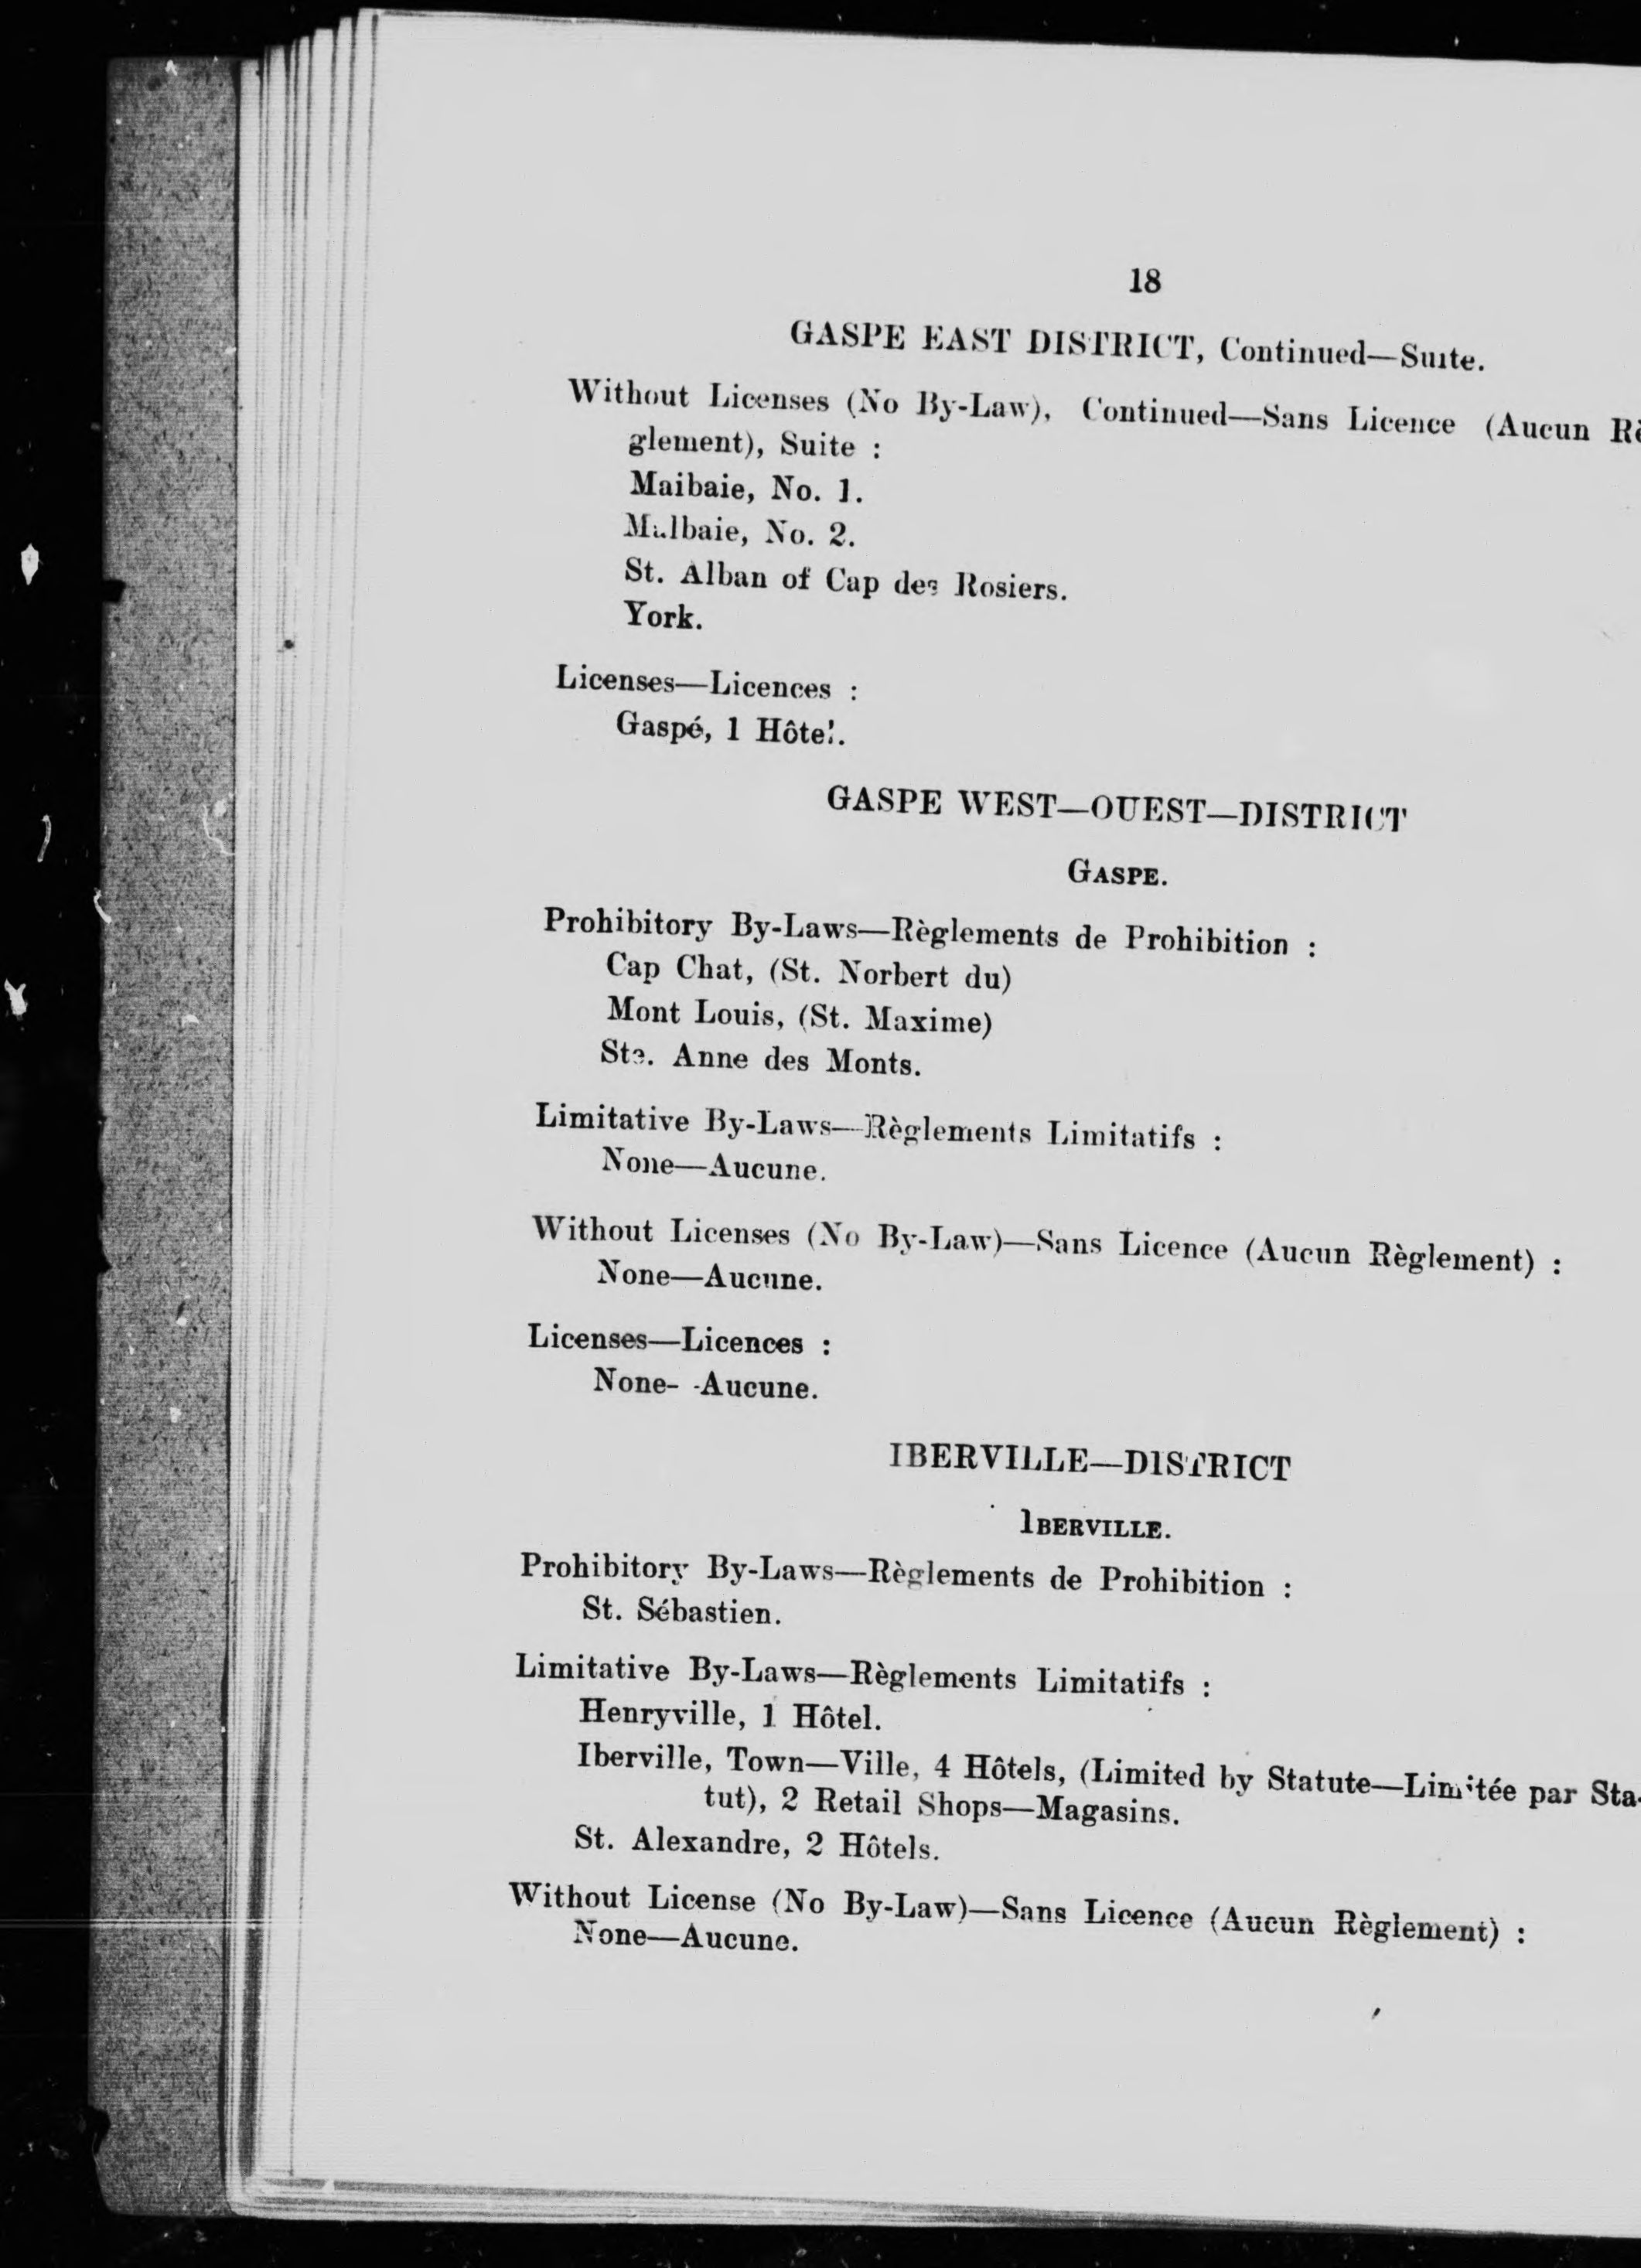 18
GASPE EAST DISTRICT, Continued—Suite.
Without Licenses (No By-Law), Continued—Sans Licence (Aucun Rè
glement), Suite :
Maibaie, No. 1.
Malbaie, No. 2.
St. Alban of Cap des Rosiers.
York.
Licenses—Licences :
Gaspé, 1 Hôtel.
GASPE WEST—OUEST—DISTRICT
GASPE.
Prohibitory By-Laws—Règlements de Prohibition :
Cap Chat, (St. Norbert du)
Mont Louis, (St. Maxime)
Ste. Anne des Monts.
Limitative By-Laws—Règlements Limitatifs :
None—Aucune.
Without Licenses (No By-Law)—Sans Licence (Aucun Règlement) :
None—Aucune.
Licenses—Licences :
None--Aucune.
IBERVILLE—DISTRICT
IBERVILLE.
Prohibitory By-Laws—Règlements de Prohibition :
St. Sébastien.
Limitative By-Laws—Règlements Limitatifs :
Henryville, 1 Hôtel.
Iberville, Town—Ville, 4 Hôtels, (Limited by Statute—Limitée par Sta-
tut), 2 Retail Shops—Magasins.
St. Alexandre, 2 Hôtels.
Without License (No By-Law)—Sans Licence (Aucun Règlement) :
None—Aucune.